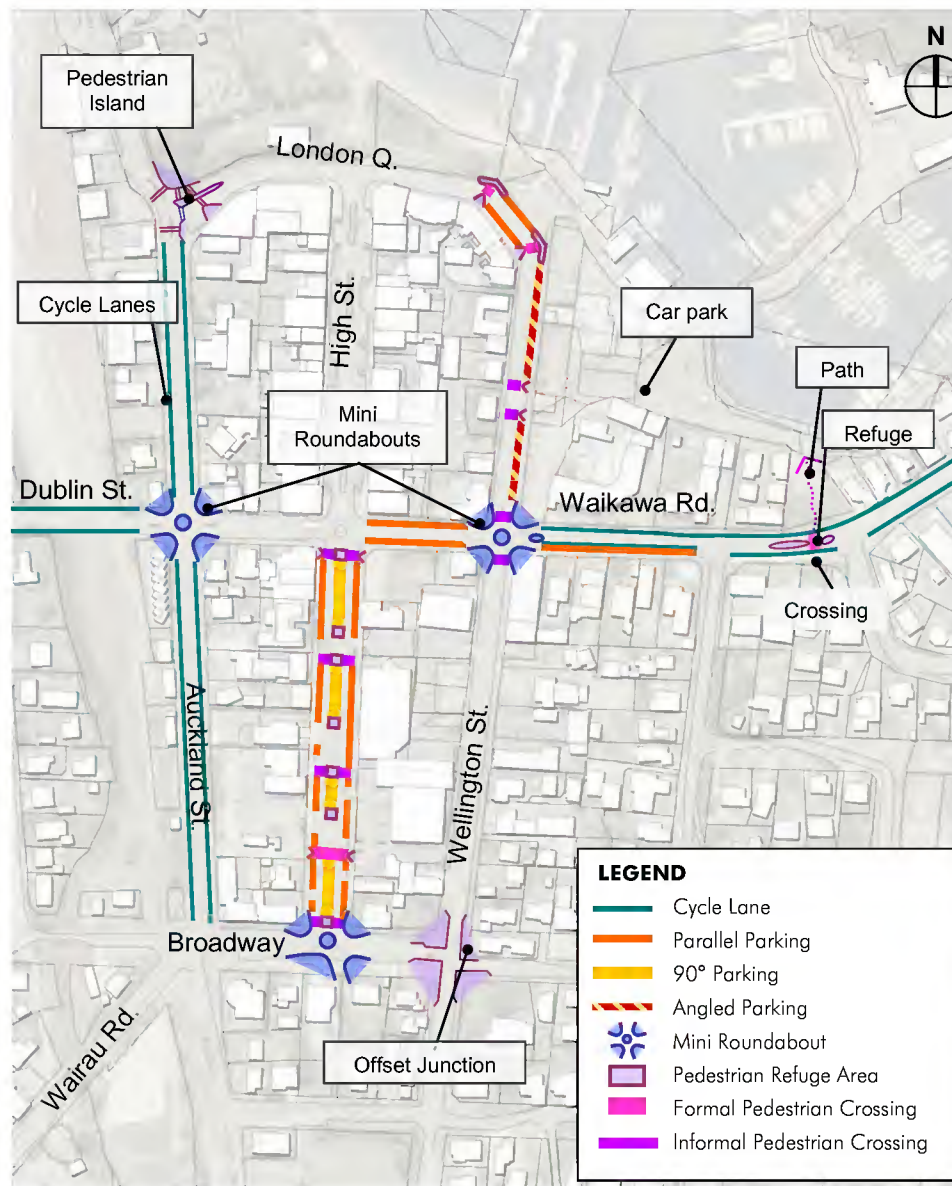 N
Pedestrian
Island
London Q.
Cycle Lanes
High St.
Car park
Path
Mini
Roundabouts
Refuge
Dublin St.
Waikawa Rd.
Crossing
Auckland St.
Wellington St.
Broadway
Offset Junction
Wairau Rd.
LEGEND
Cycle Lane
Parallel Parking
90° Parking
Angled Parking
Mini Roundabout
Pedestrian Refuge Area
Formal Pedestrian Crossing
Informal Pedestrian Crossing